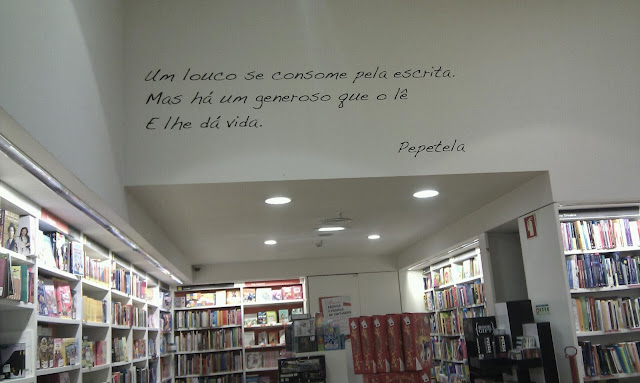 Um louco se consome pela escrita.
Mas há um generoso que o lê
E lhe dá vida.
Pepetela